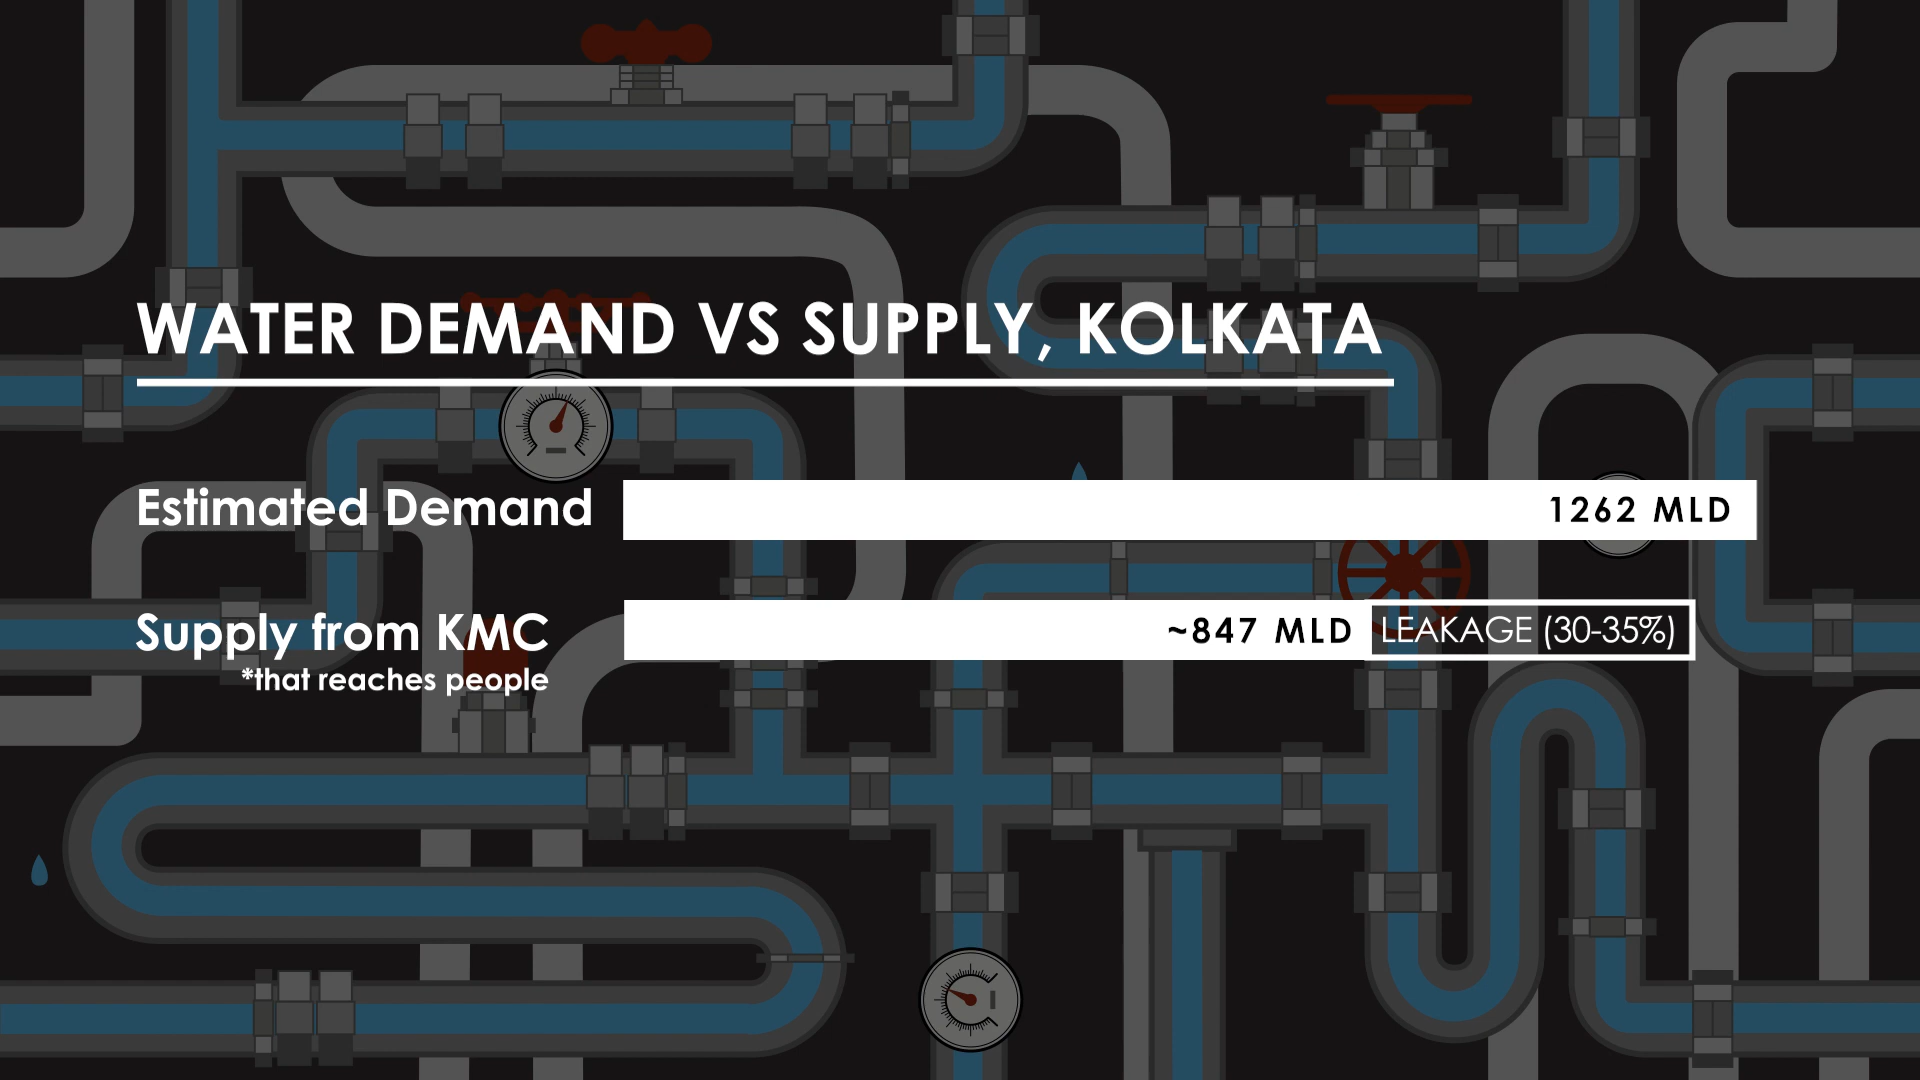 WATER DEMAND VS SUPPLY, KOLKATA
Estimated Demand 1262 MLD
Supply from KMC ~847 MLD LEAKAGE (30-35%)
*that reaches people